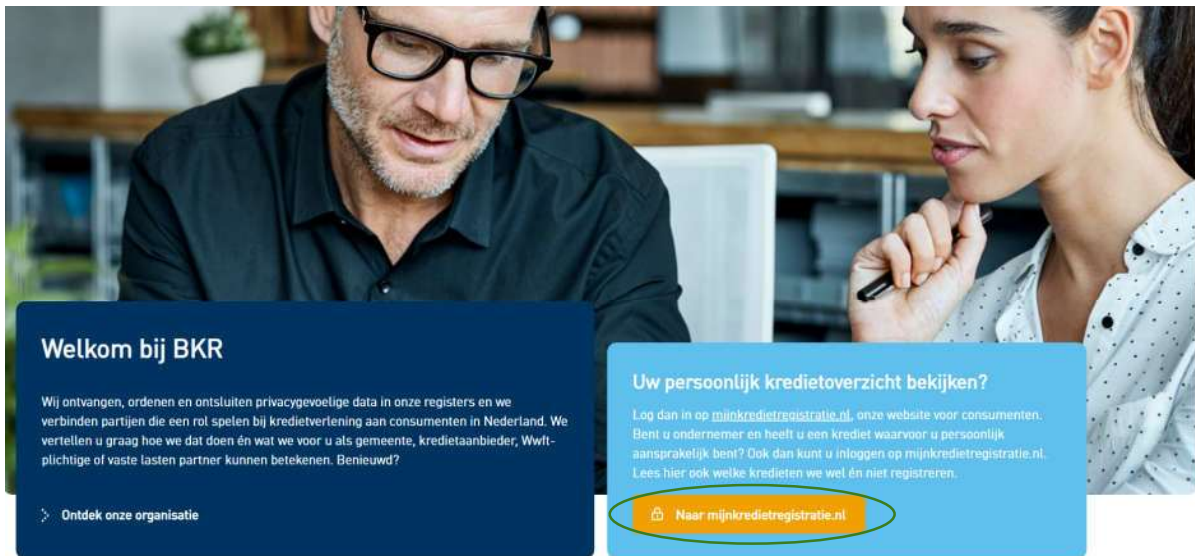 Welkom bij BKR
Wij ontvangen, ordenen en ontsluiten privacygevoelige data in onze registers en we
verbinden partijen die een rol spelen bij kredietverlening aan consumenten in Nederland. We
vertellen u graag hoe we dat doen én wat we voor u als gemeente, kredietaanbieder, Wwft-
plichtige of vaste lasten partner kunnen betekenen. Benieuwd?
Ontdek onze organisatie
Uw persoonlijk kredietoverzicht bekijken?
Log dan in op mijnkredietregistratie.nl, onze website voor consumenten.
Bent u ondernemer en heeft u een krediet waarvoor u persoonlijk
aansprakelijk bent? Ook dan kunt u inloggen op mijnkredietregistratie.nl.
Lees hier ook welke kredieten we wel én niet registreren.
Naar mijnkredietregistratie.nl